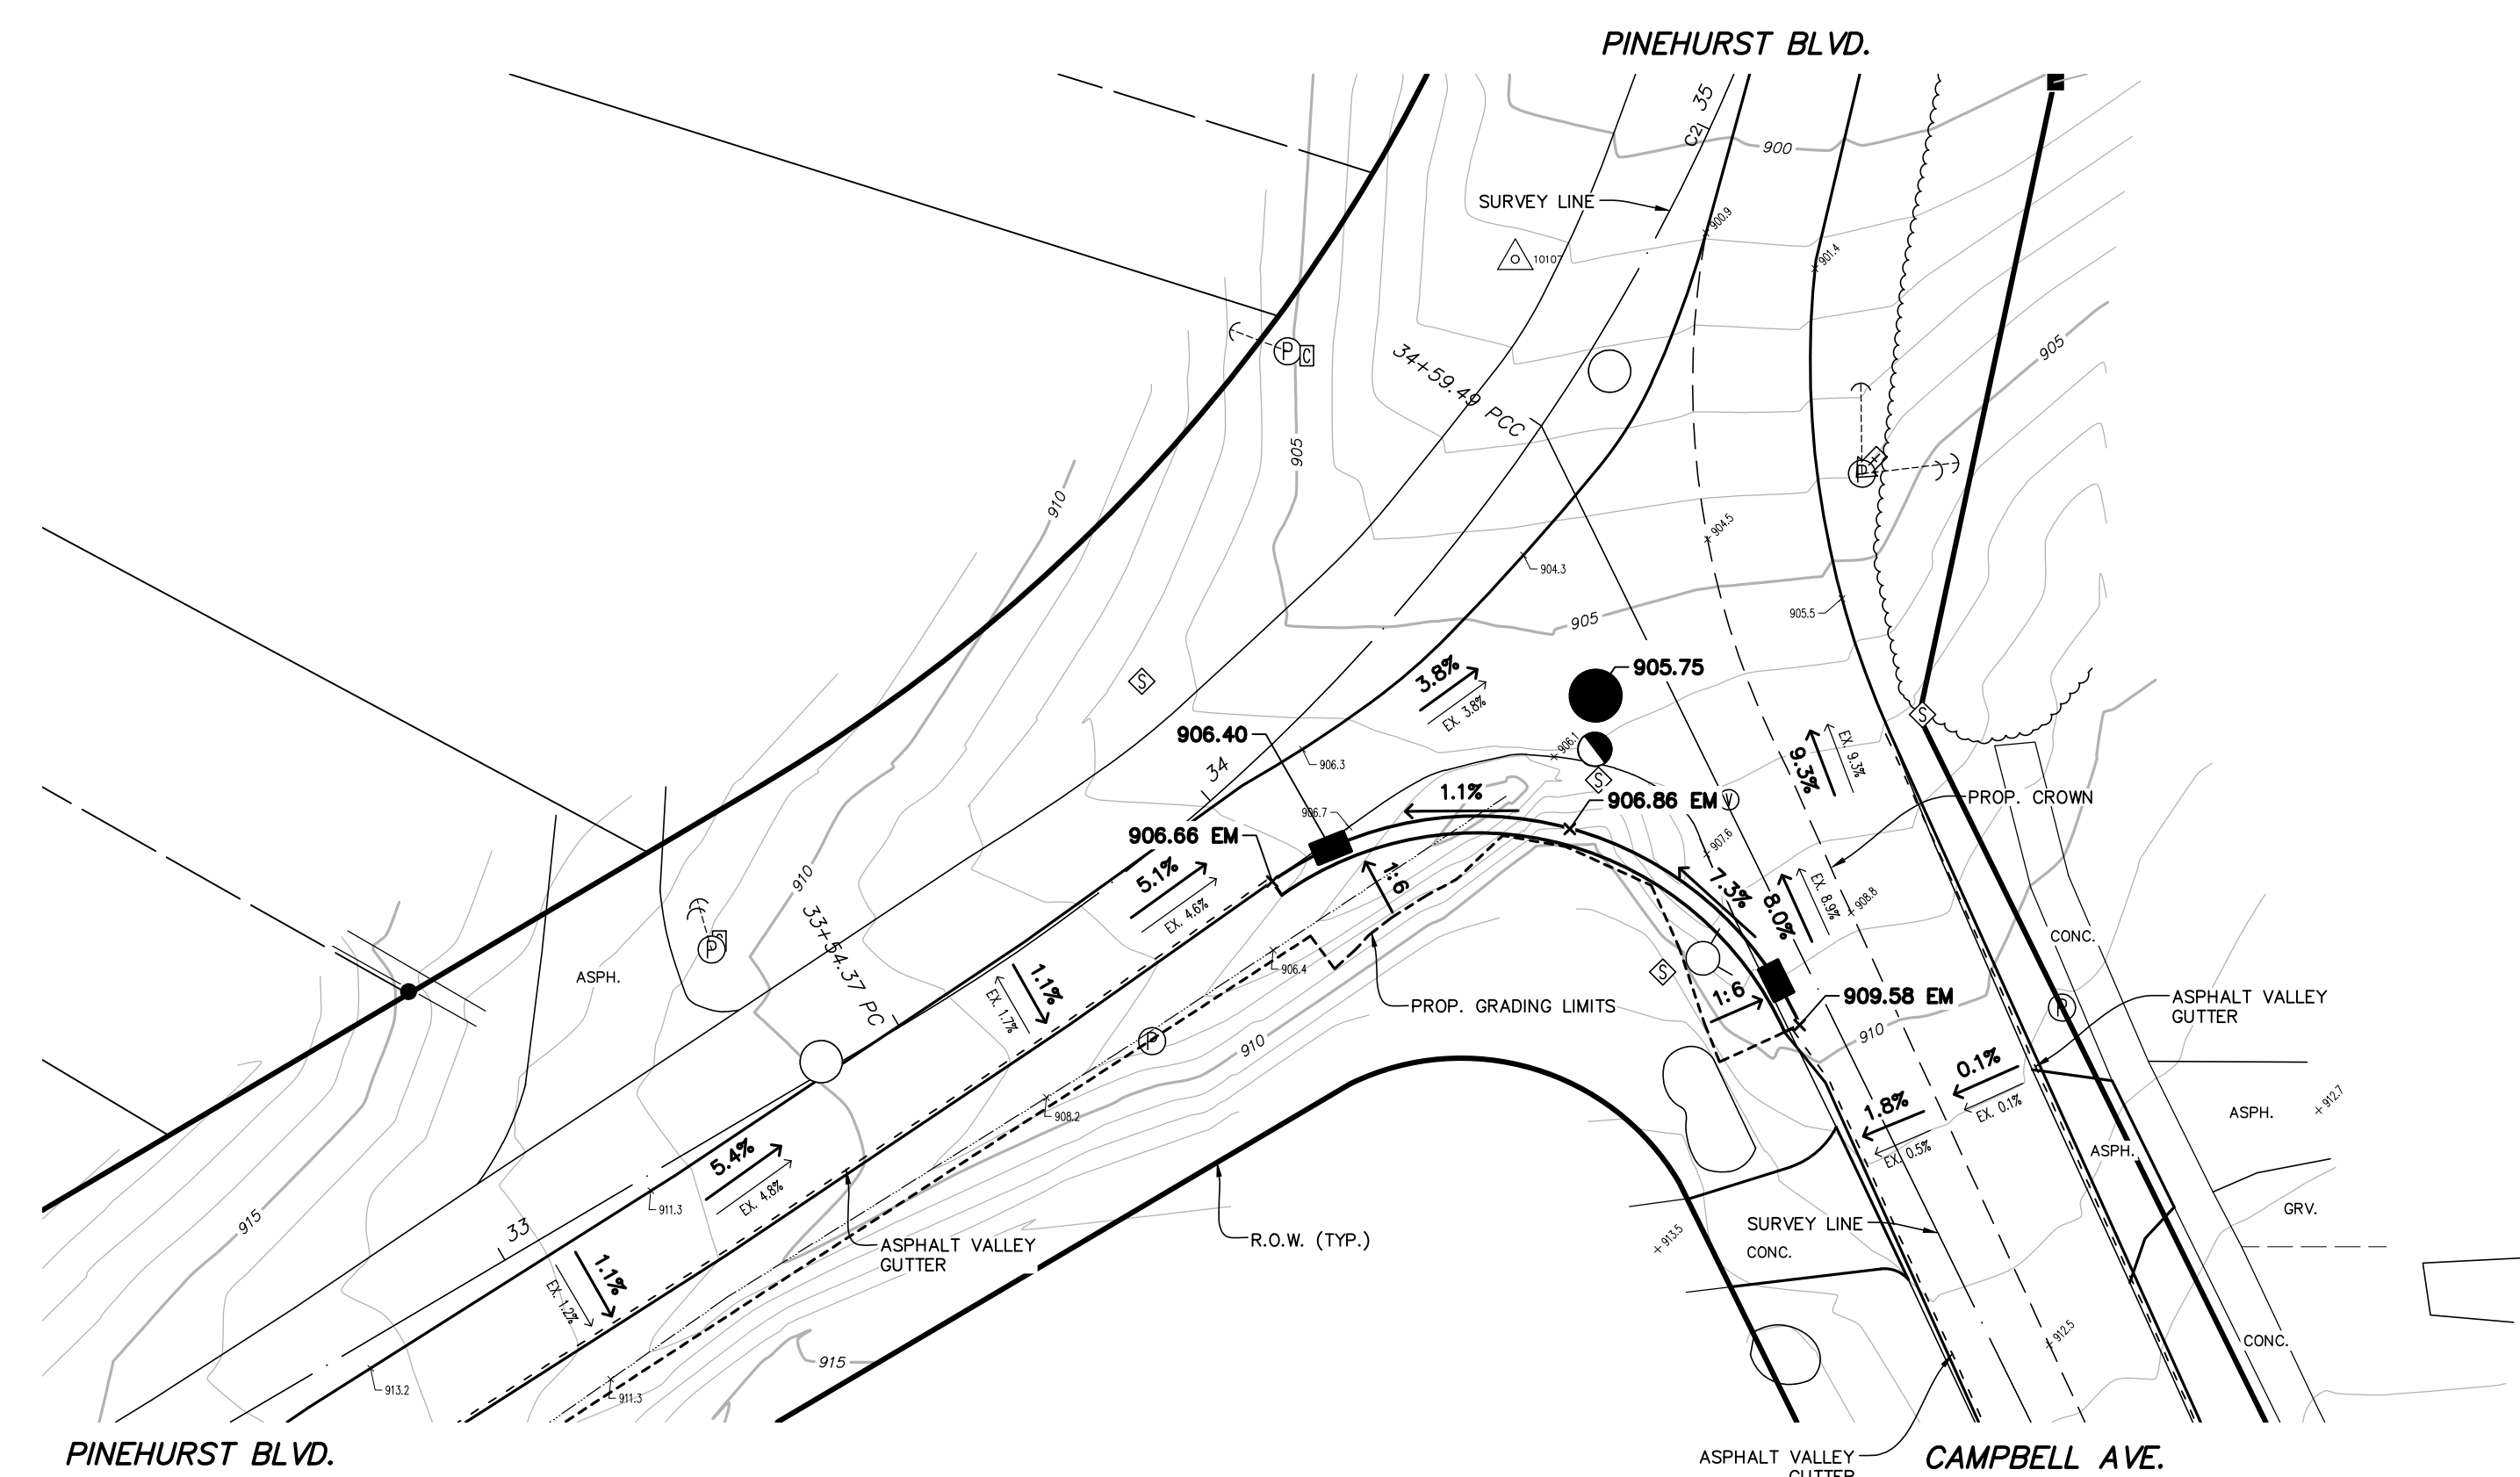 PINEHURST BLVD.
35
C2
900
SURVEY LINE
900.9
901.4
10107
C
P
34+59.49 PCC
905
905
910
P
904.5
904.3
905.5
905
3.8%
EX. 3.8%
905.75
S
S
906.40
34
906.3
906.1
S
9.3%
EX. 9.3%
1.1%
906.7
906.86 EM
V
PROP. CROWN
906.66 EM
5.1%
EX. 4.6%
1:6
907.6
7.3%
8.0%
EX. 8.9%
908.8
910
33+54.37 PC
P
ASPH.
CONC.
906.4
S
1:6
1.1%
EX. 1.7%
PROP. GRADING LIMITS
909.58 EM
ASPHALT VALLEY
GUTTER
P
P
910
910
0.1%
EX. 0.1%
1.8%
EX. 0.5%
908.2
ASPH.
912.7
ASPH.
5.4%
EX. 4.8%
911.3
915
33
GRV.
SURVEY LINE
CONC.
913.5
R.O.W. (TYP.)
ASPHALT VALLEY
GUTTER
1.1%
EX. 1.2%
912.5
CONC.
915
913.2
911.3
PINEHURST BLVD.
ASPHALT VALLEY
GUTTER
CAMPBELL AVE.